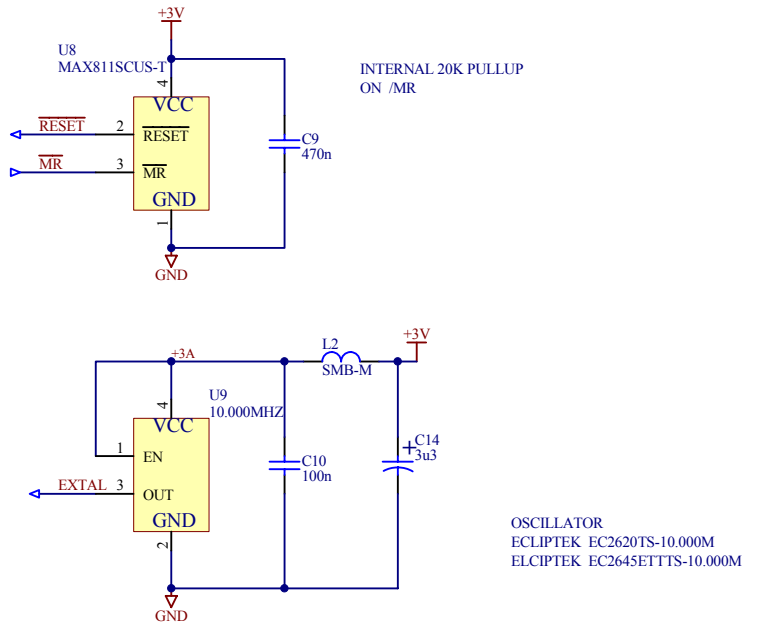 +3V
U8
MAX811SCUS-T
INTERNAL 20K PULLUP
ON /MR
4
VCC
RESET
2
RESET
C9
470n
MR
3
MR
GND
1
GND
+3V
L2
SMB-M
+3A
U9
10.000MHZ
4
VCC
1
EN
C14
3u3
C10
100n
EXTAL
3
OUT
GND
2
OSCILLATOR
ECLIPTEK EC2620TS-10.000M
ELCIPTEK EC2645ETTTS-10.000M
GND